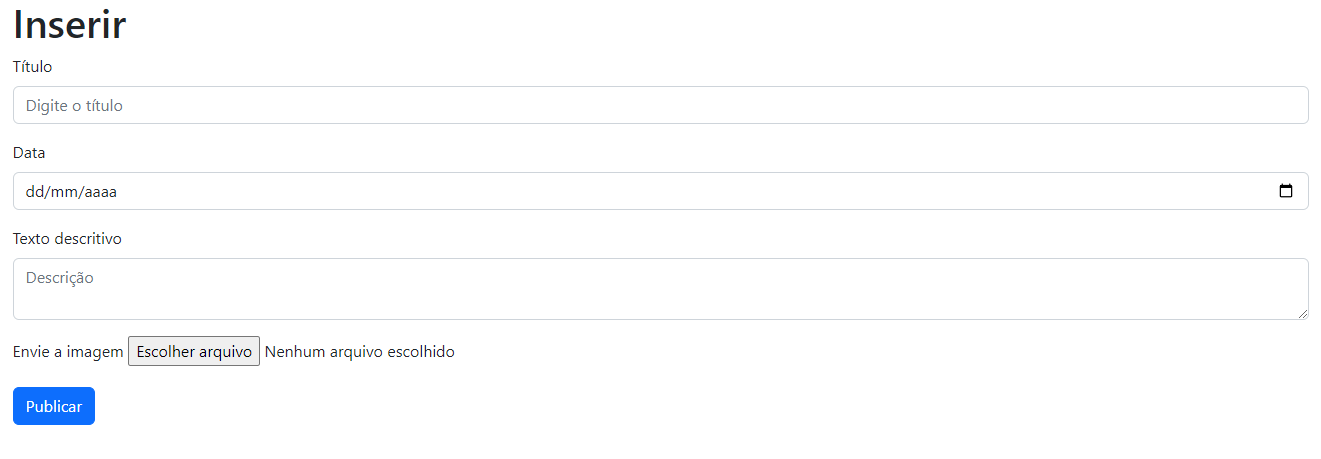 Inserir
Título
Digite o título
Data
dd/mm/aaaa
Texto descritivo
Descrição
Envie a imagem Escolher arquivo Nenhum arquivo escolhido
Publicar